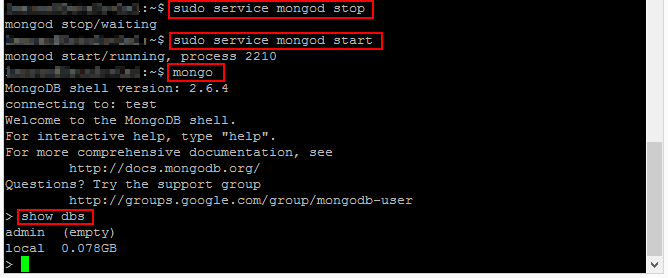 :~$ sudo service mongod stop
mongod stop/waiting
:~$ sudo service mongod start
mongod start/running, process 2210
:~$ mongo
MongoDB shell version: 2.6.4
connecting to: test
Welcome to the MongoDB shell.
For interactive help, type "help".
For more comprehensive documentation, see
http://docs.mongodb.org/
Questions? Try the support group
http://groups.google.com/group/mongodb-user
> show dbs
admin  (empty)
local  0.078GB
>